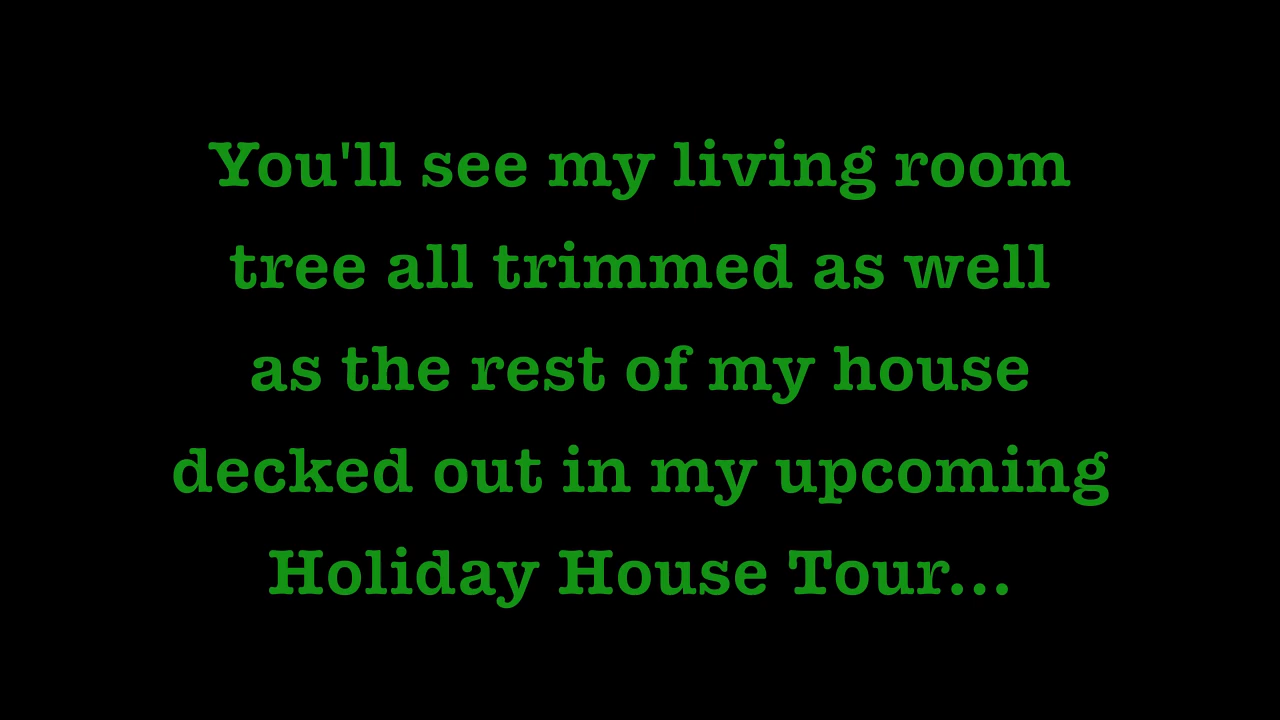 You'll see my living room
tree all trimmed as well
as the rest of my house
decked out in my upcoming
Holiday House Tour...